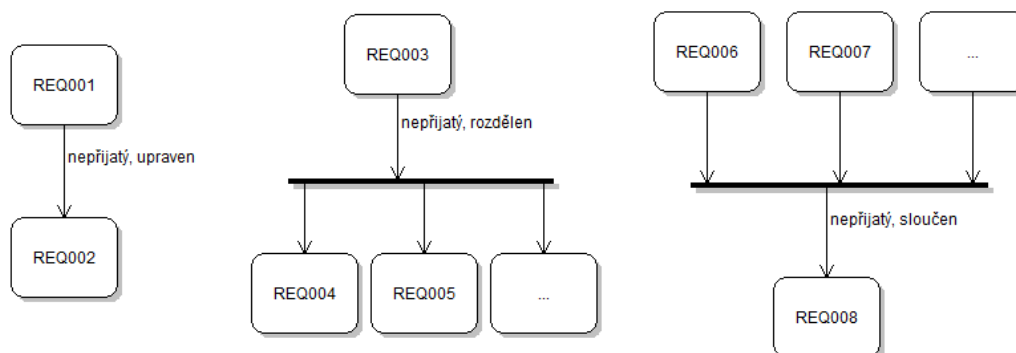 REQ001
nepřijatý, upraven
REQ002
REQ003
nepřijatý, rozdělen
REQ004
REQ005
...
REQ006
REQ007
...
nepřijatý, sloučen
REQ008